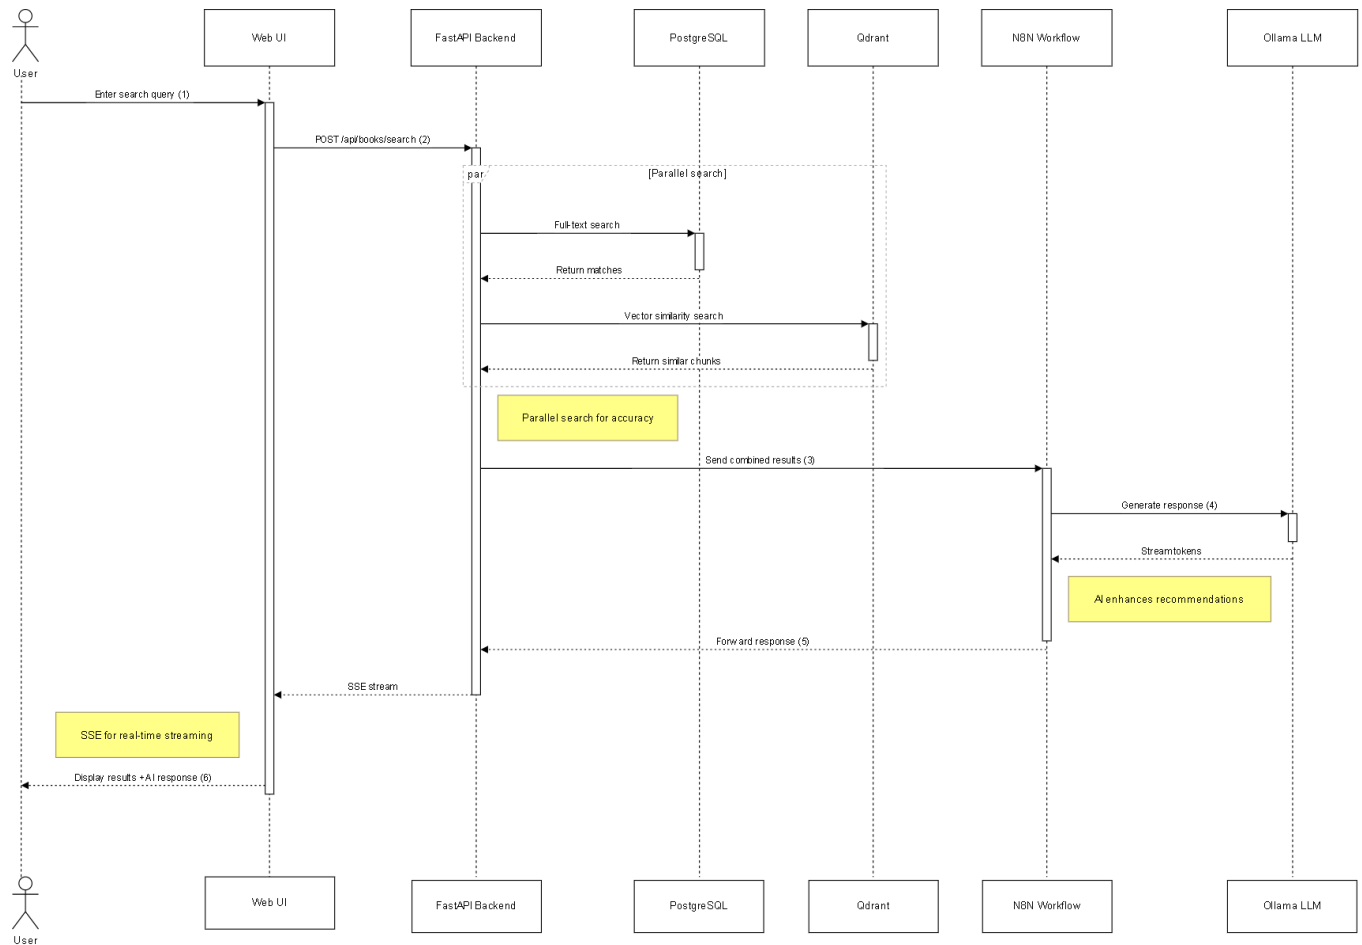 User
Web UI
FastAPI Backend
PostgreSQL
Qdrant
N8N Workflow
Ollama LLM
Enter search query (1)
POST /api/books/search (2)
par
[Parallel search]
Full-text search
Return matches
Vector similarity search
Return similar chunks
Parallel search for accuracy
Send combined results (3)
Generate response (4)
Stream tokens
AI enhances recommendations
Forward response (5)
SSE stream
SSE for real-time streaming
Display results + AI response (6)
User
Web UI
FastAPI Backend
PostgreSQL
Qdrant
N8N Workflow
Ollama LLM